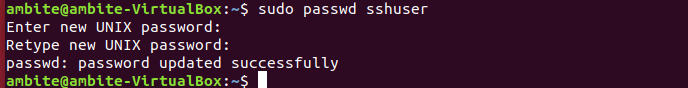 ambite@ambite-VirtualBox:~$ sudo passwd sshuser
Enter new UNIX password:
Retype new UNIX password:
passwd: password updated successfully
ambite@ambite-VirtualBox:~$